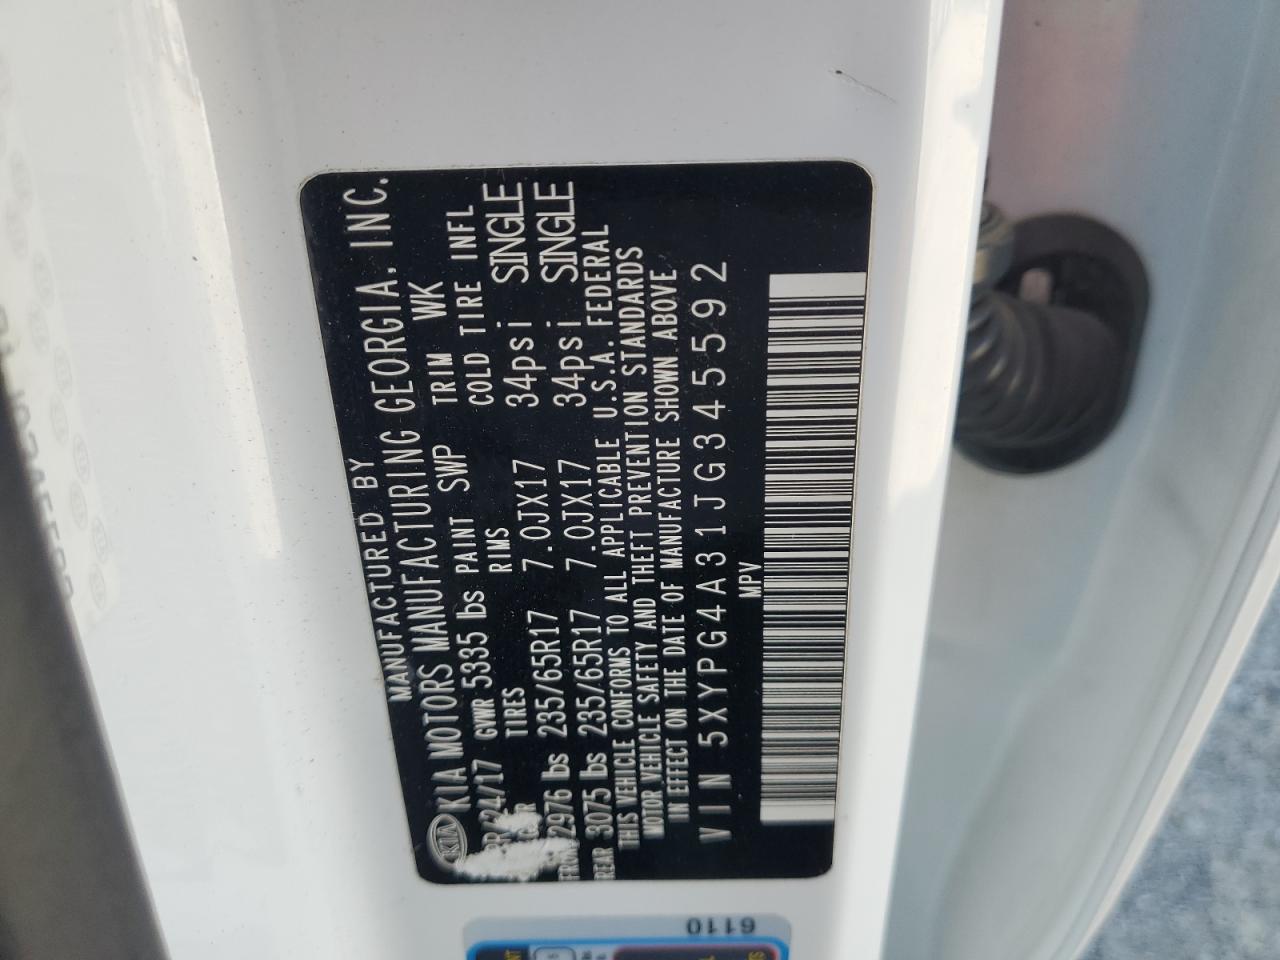 MANUFACTURED BY
KIA KIA MOTORS MANUFACTURING GEORGIA, INC.
24/17 GVWR 5335 lbs PAINT SWP TRIM WK
TIRES RIMS COLD TIRE INFL
2976 lbs 235/65R17 7.0JX17 34psi SINGLE
REAR 3075 lbs 235/65R17 7.0JX17 34psi SINGLE
THIS VEHICLE CONFORMS TO ALL APPLICABLE U.S.A. FEDERAL
MOTOR VEHICLE SAFETY AND THEFT PREVENTION STANDARDS
IN EFFECT ON THE DATE OF MANUFACTURE SHOWN ABOVE
VIN 5XYPG4A31JG345592
MPV
6110